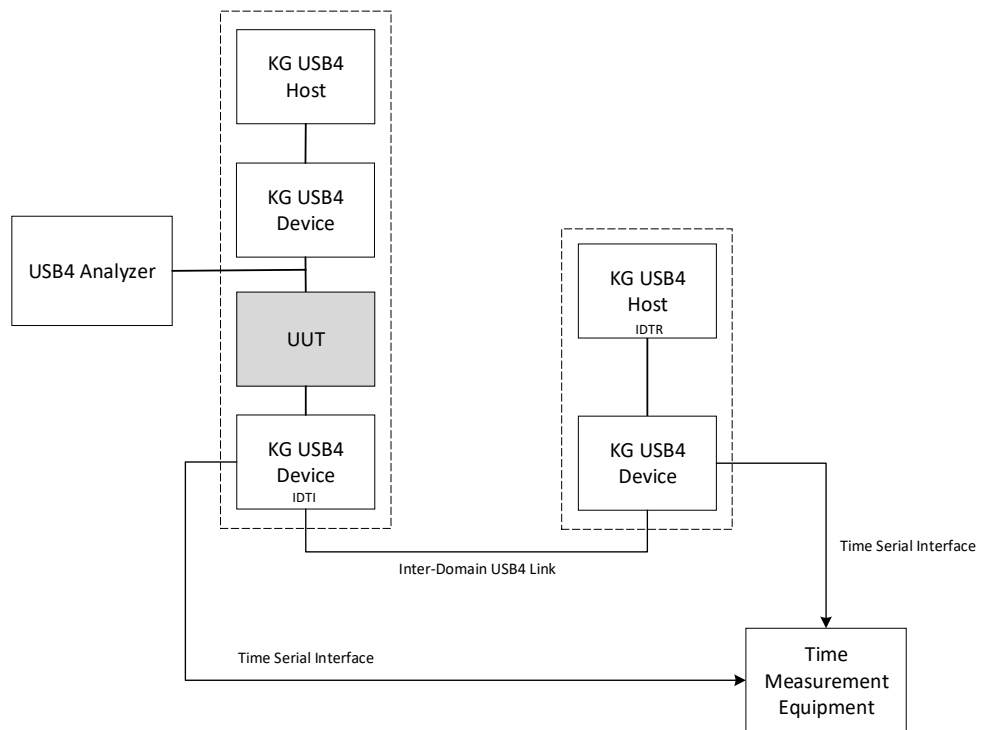 KG USB4
Host
KG USB4
Device
USB4 Analyzer
UUT
KG USB4
Device
IDTI
KG USB4
Host
IDTR
KG USB4
Device
Inter-Domain USB4 Link
Time Serial Interface
Time Serial Interface
Time
Measurement
Equipment